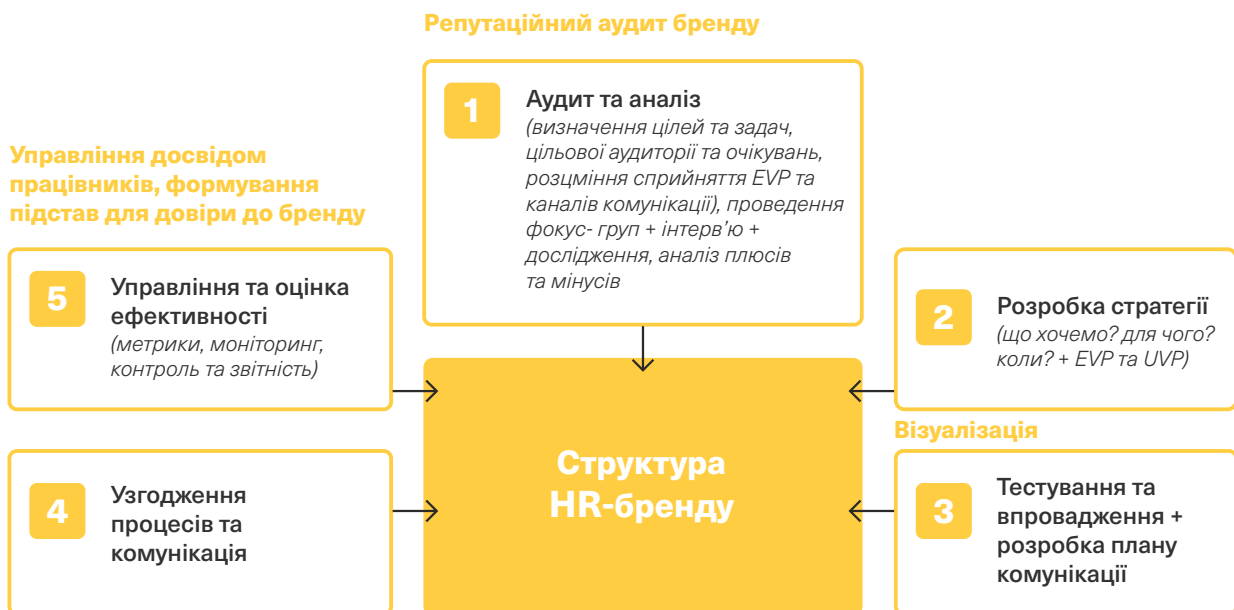 Репутаційний аудит бренду
1
Аудит та аналіз
(визначення цілей та задач,
цільової аудиторії та очікувань,
розцміння сприйняття EVP та
каналів комунікації), проведення
фокус- груп + інтерв’ю +
дослідження, аналіз плюсів
та мінусів
Управління досвідом
працівників, формування
підстав для довіри до бренду
5
Управління та оцінка
ефективності
(метрики, моніторинг,
контроль та звітність)
2
Розробка стратегії
(що хочемо? для чого?
коли? + EVP та UVP)
Структура
HR-бренду
4
Узгодження
процесів та
комунікація
Візуалізація
3
Тестування та
впровадження +
розробка плану
комунікації